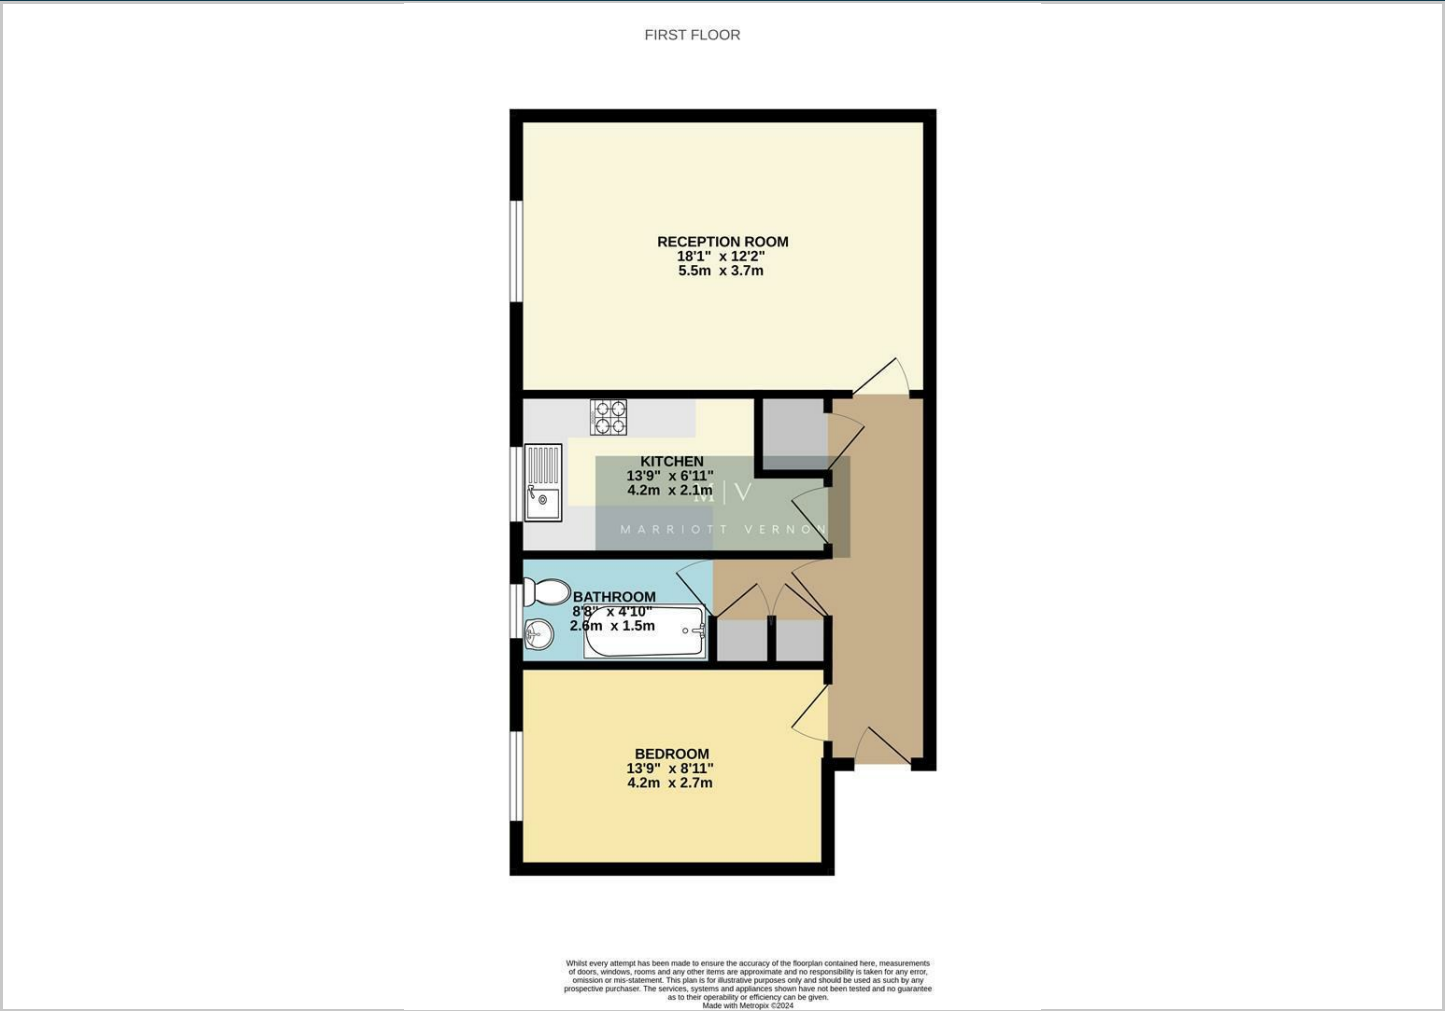 FIRST FLOOR
RECEPTION ROOM
18'1" x 12'2"
5.5m x 3.7m
KITCHEN
13'9" x 6'11"
4.2m x 2.1m
M|V
MARRIOTT VERNON
BATHROOM
8'8" x 4'10"
2.6m x 1.5m
BEDROOM
13'9" x 8'11"
4.2m x 2.7m
Whilst every attempt has been made to ensure the accuracy of the floorplan contained here, measurements
of doors, windows, rooms and any other items are approximate and no responsibility is taken for any error,
omission or mis-statement. This plan is for illustrative purposes only and should be used as such by any
prospective purchaser. The services, systems and appliances shown have not been tested and no guarantee
as to their operability or efficiency can be given.
Made with Metropix ©2024